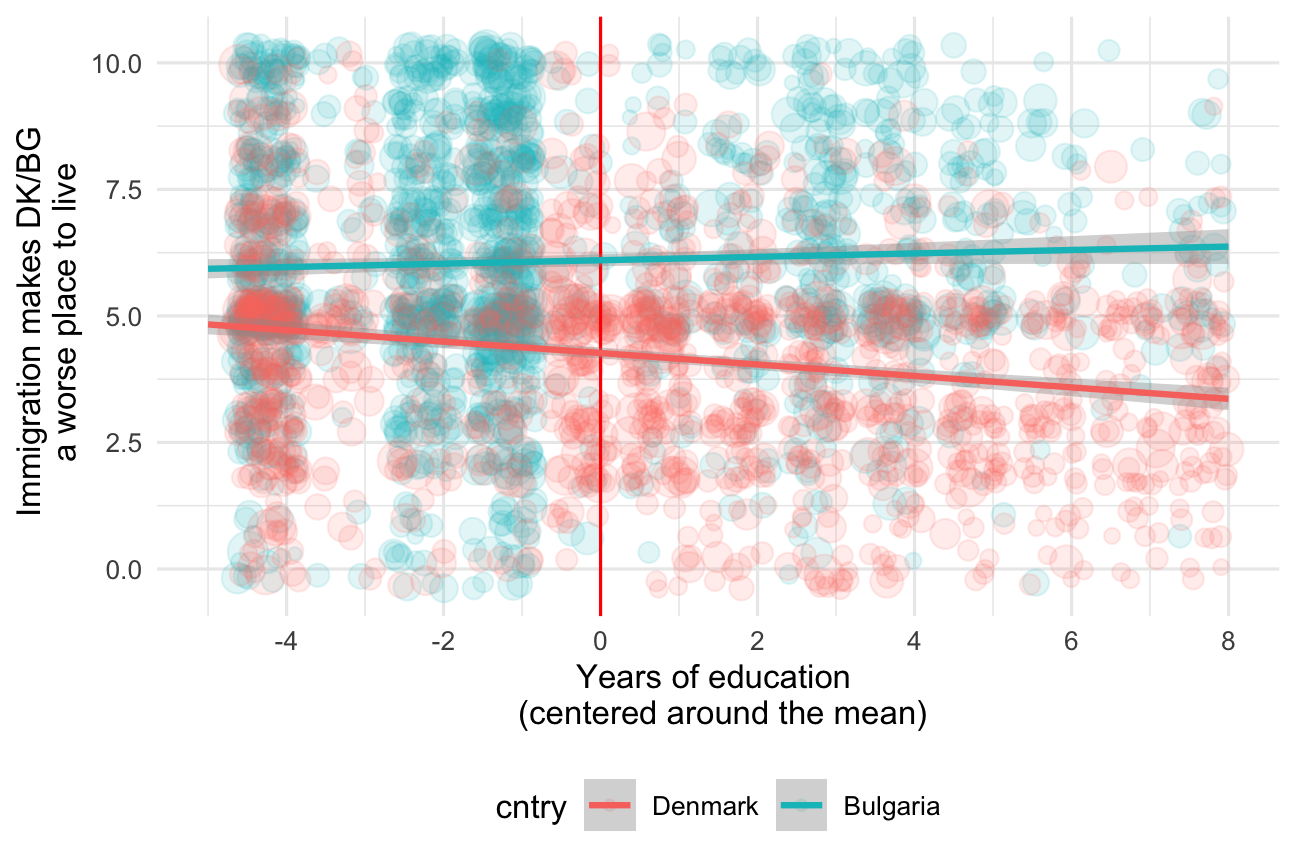 Immigration makes DK/BG
a worse place to live
10.0
7.5
5.0
2.5
0.0
-4 -2 0 2 4 6 8
Years of education
(centered around the mean)
cntry Denmark Bulgaria